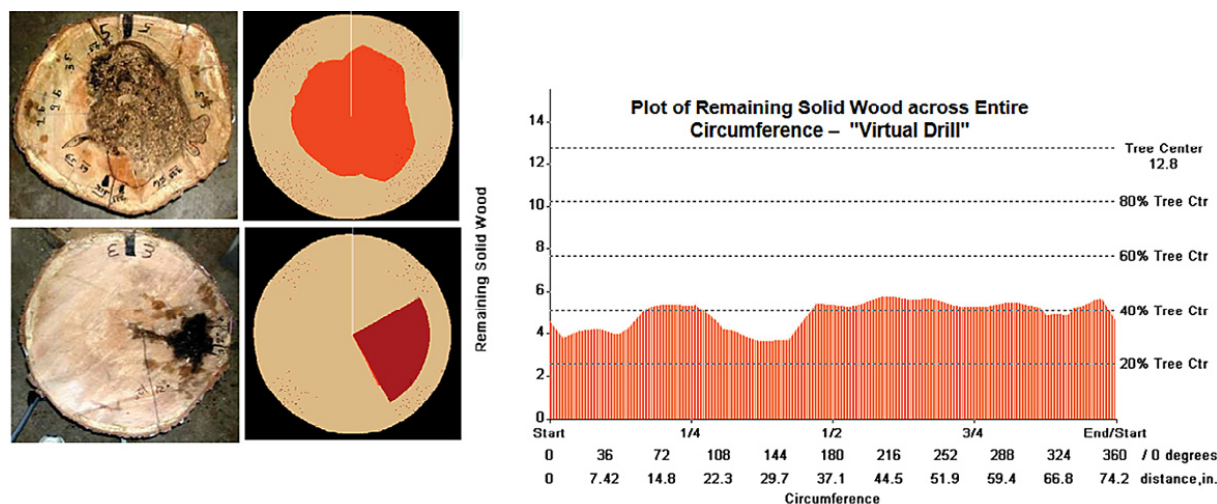 Plot of Remaining Solid Wood across Entire
Circumference – "Virtual Drill"
Remaining Solid Wood
14
12
10
8
6
4
2
0
Tree Center
12.8
80% Tree Ctr
60% Tree Ctr
40% Tree Ctr
20% Tree Ctr
Start 1/4 1/2 3/4 End/Start
0 36 72 108 144 180 216 252 288 324 360 / 0 degrees
0 7.42 14.8 22.3 29.7 37.1 44.5 51.9 59.4 66.8 74.2 distance,in.
Circumference
5 5
3 3